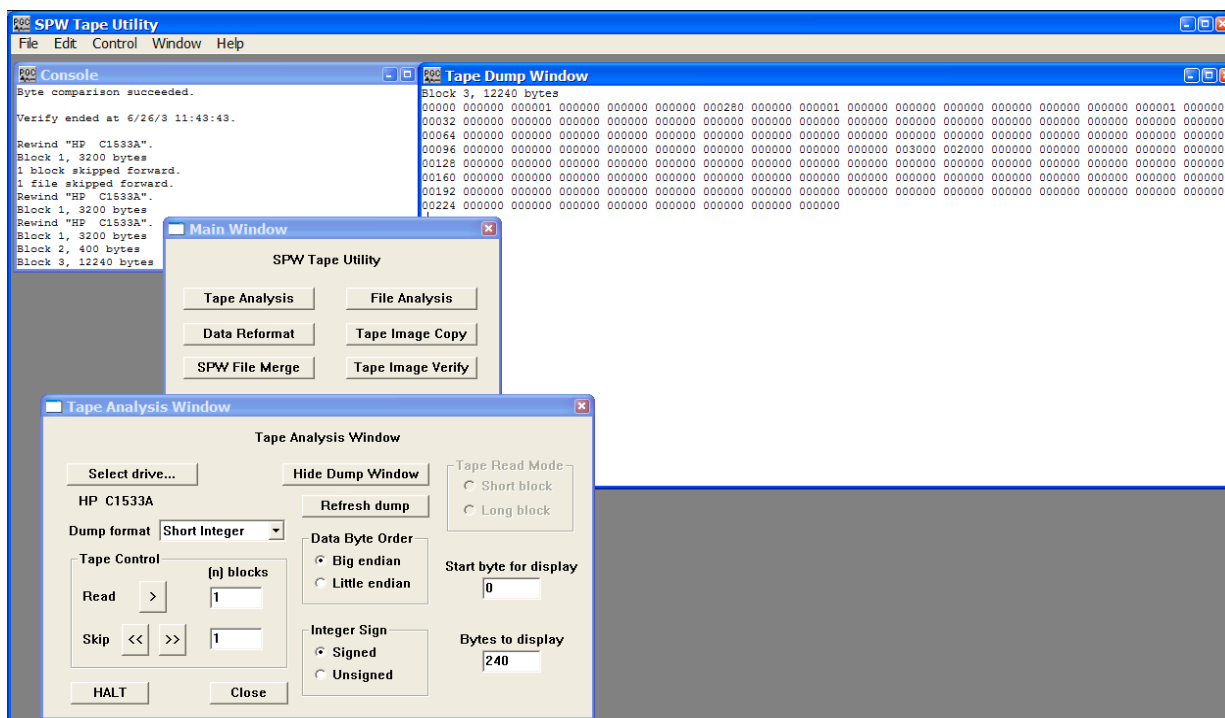 SPW Tape Utility
File Edit Control Window Help
Console
Byte comparison succeeded.
Verify ended at 6/26/3 11:43:43.
Rewind "HP  C1533A".
Block 1, 3200 bytes
1 block skipped forward.
1 file skipped forward.
Rewind "HP  C1533A".
Block 1, 3200 bytes
Rewind "HP  C1533A".
Block 1, 3200 bytes
Block 2, 400 bytes
Block 3, 12240 bytes
Tape Dump Window
Block 3, 12240 bytes
00000 000000 000001 000000 000000 000000 000280 000000 000001 000000 000000 000000 000000 000000 000000 000001 000000
00032 000000 000000 000000 000000 000000 000000 000000 000000 000000 000000 000000 000000 000000 000000 000000 000000
00064 000000 000000 000000 000000 000000 000000 000000 000000 000000 000000 000000 000000 000000 000000 000000 000000
00096 000000 000000 000000 000000 000000 000000 000000 000000 000000 003000 002000 000000 000000 000000 000000 000000
00128 000000 000000 000000 000000 000000 000000 000000 000000 000000 000000 000000 000000 000000 000000 000000 000000
00160 000000 000000 000000 000000 000000 000000 000000 000000 000000 000000 000000 000000 000000 000000 000000 000000
00192 000000 000000 000000 000000 000000 000000 000000 000000 000000 000000 000000 000000 000000 000000 000000 000000
00224 000000 000000 000000 000000 000000 000000 000000 000000
Main Window
SPW Tape Utility
Tape Analysis File Analysis
Data Reformat Tape Image Copy
SPW File Merge Tape Image Verify
Tape Analysis Window
Tape Analysis Window
Select drive... Hide Dump Window
HP  C1533A
Refresh dump
Dump format Short Integer
Tape Read Mode
Short block
Long block
Tape Control
(n) blocks
Read > 1
Skip << >> 1
Data Byte Order
Big endian
Little endian
Start byte for display
0
Integer Sign
Signed
Unsigned
Bytes to display
240
HALT Close